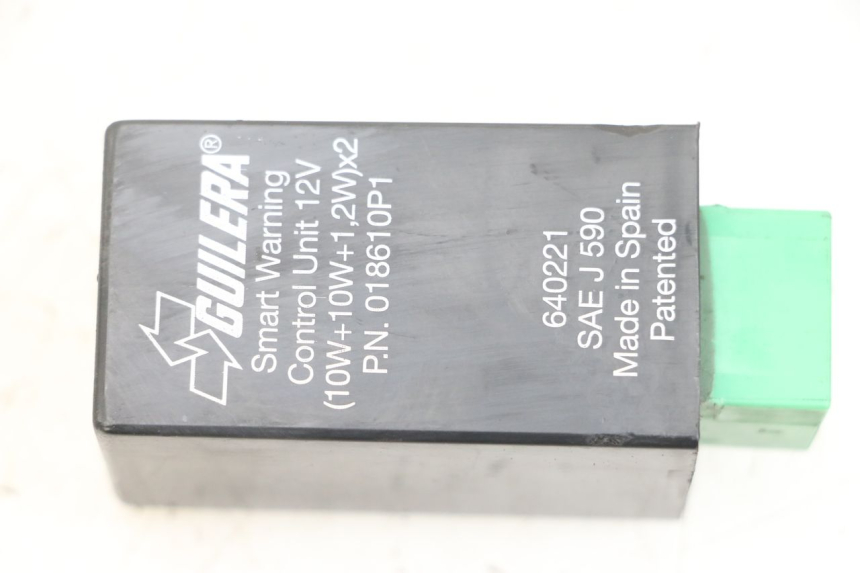 GUILERA®
Smart Warning
Control Unit 12V
(10W+10W+1,2W)x2
P.N. 018610P1
640221
SAE J 590
Made in Spain
Patented